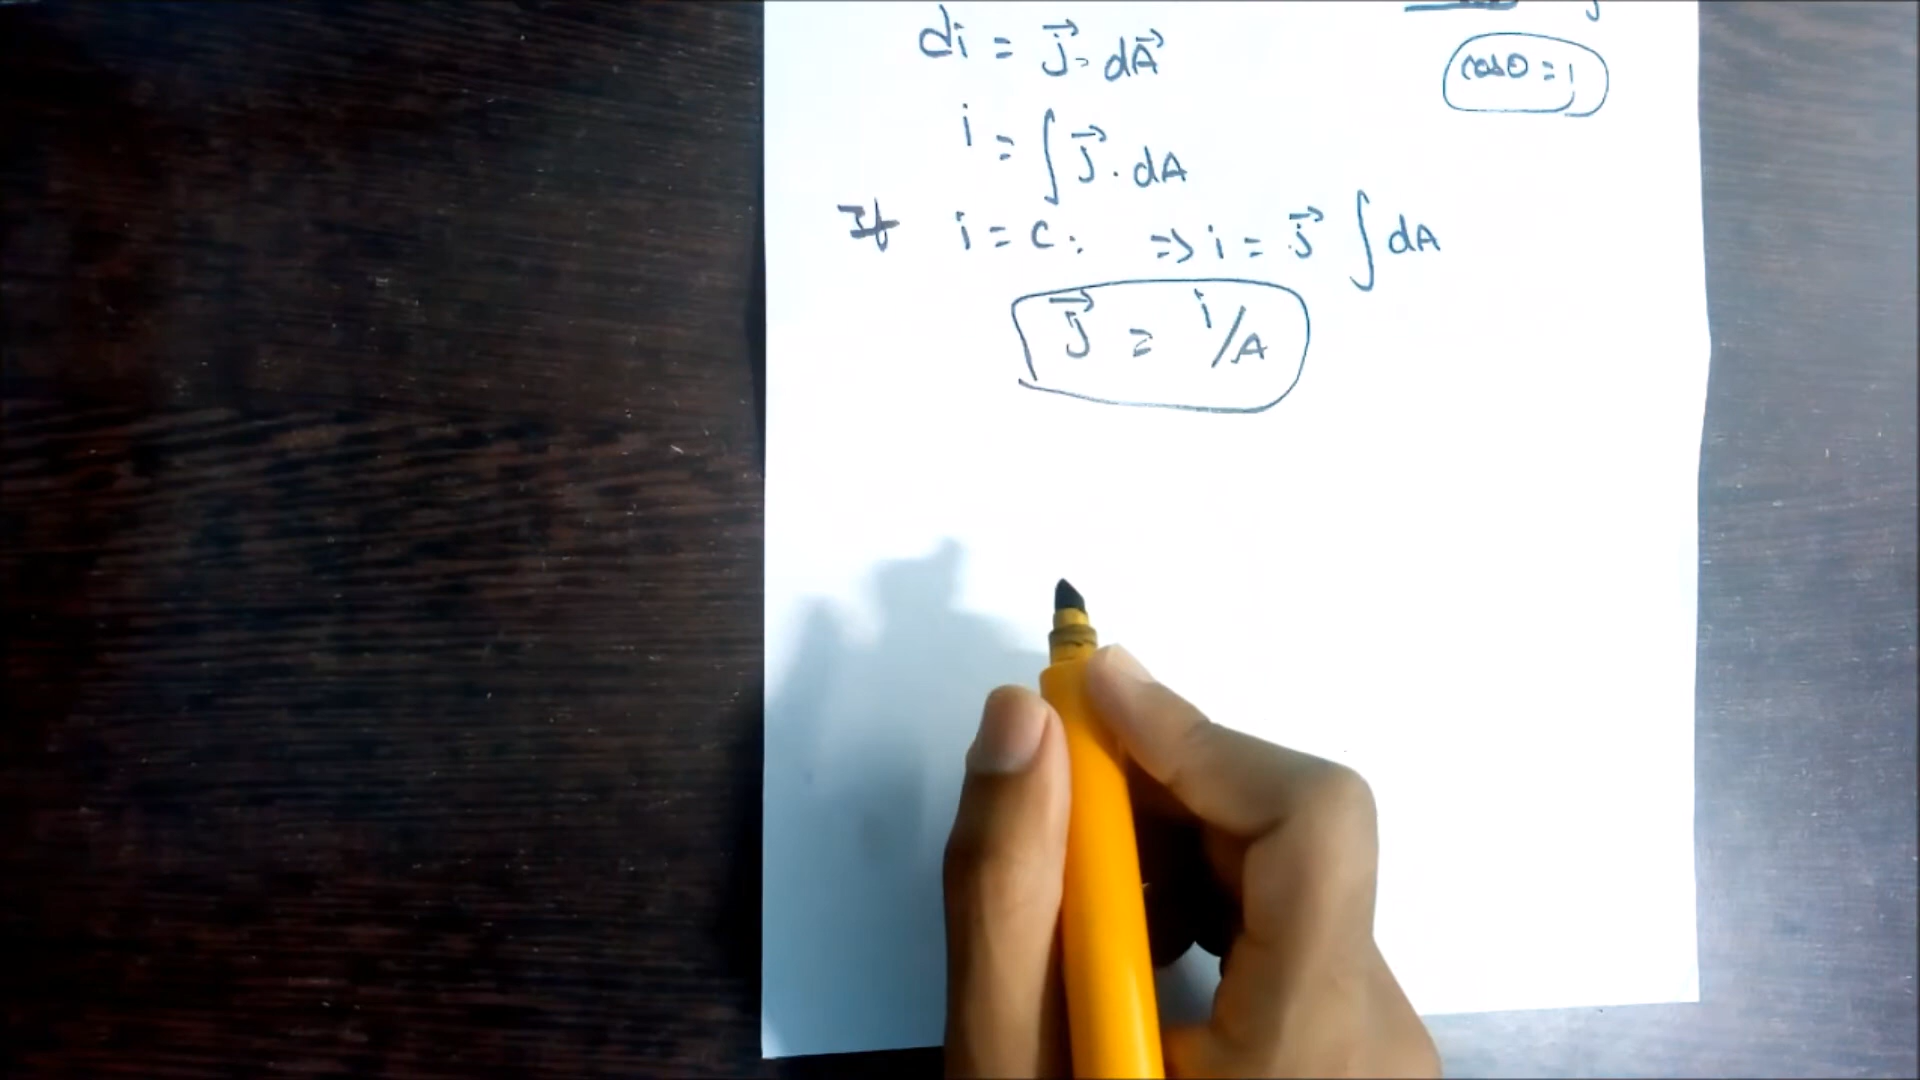 di = j⃗. dA⃗
cosθ = 1
i = ∫ j⃗. dA
If i = c. ⇒ i = j⃗ ∫ dA
j⃗ = i/A